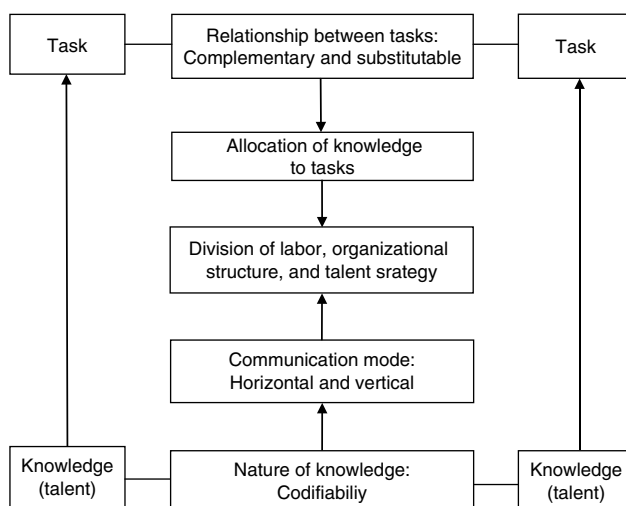 Task
Relationship between tasks:
Complementary and substitutable
Task
Allocation of knowledge
to tasks
Division of labor, organizational
structure, and talent srategy
Communication mode:
Horizontal and vertical
Knowledge
(talent)
Nature of knowledge:
Codifiabiliy
Knowledge
(talent)